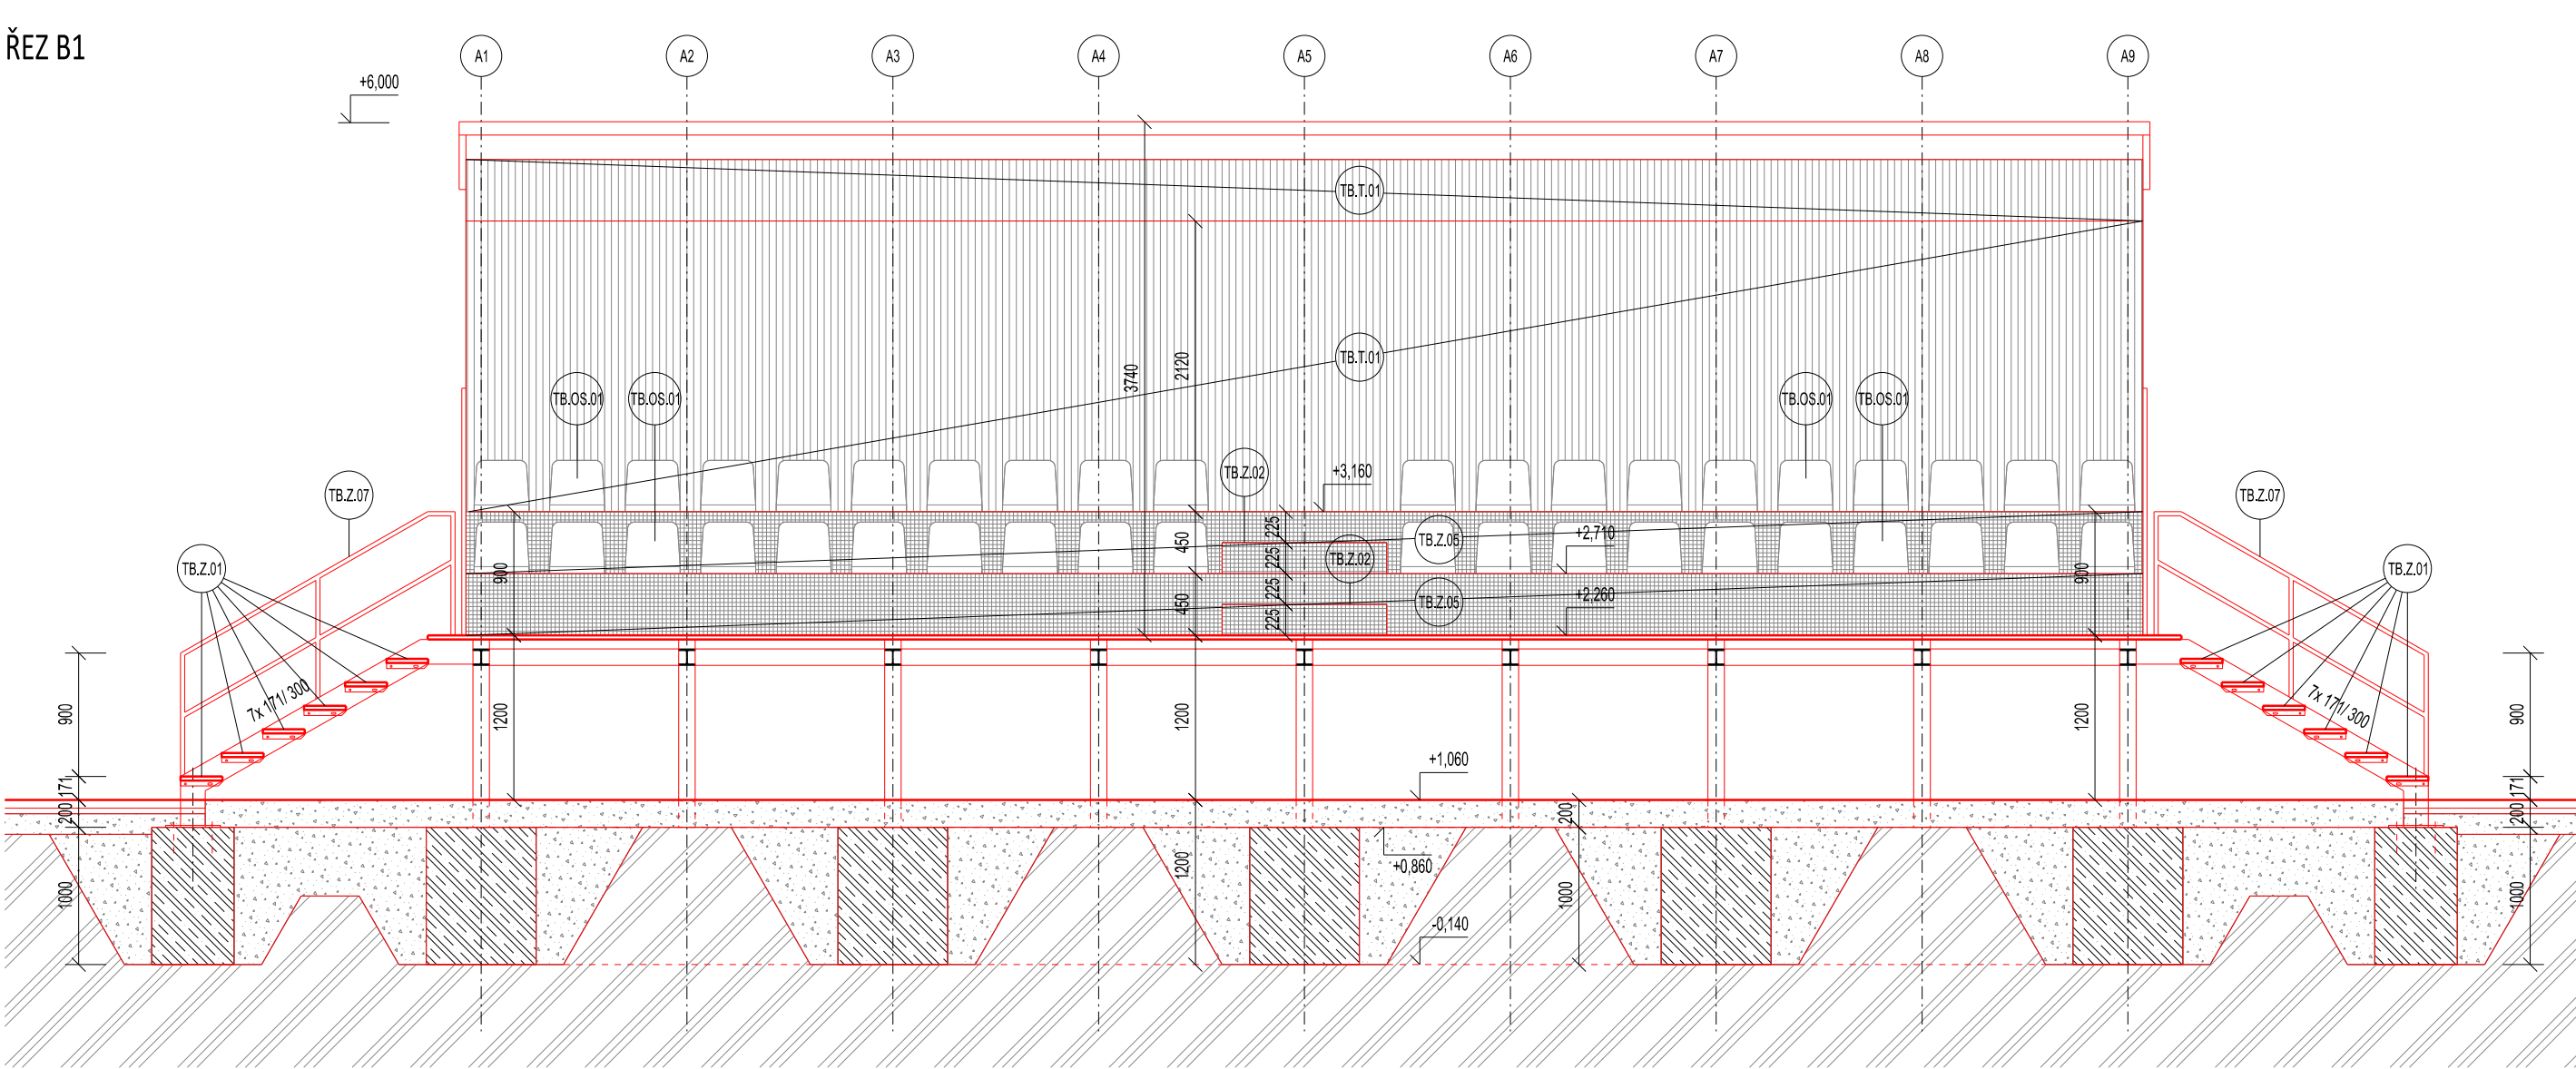 ŘEZ B1
A1
A2
A3
A4
A5
A6
A7
A8
A9
+6,000
TB.T.01
3740
2120
TB.T.01
TB.OS.01
TB.OS.01
TB.OS.01
TB.OS.01
TB.Z.07
TB.Z.02
+3,160
TB.Z.07
225
450
225
TB.Z.05
+2,710
TB.Z.02
900
900
TB.Z.01
TB.Z.01
225
450
225
TB.Z.05
+2,260
7x 171/ 300
7x 171/ 300
900
1200
1200
1200
900
171
+1,060
171
200
200
200
+0,860
1000
1200
1000
1000
-0,140